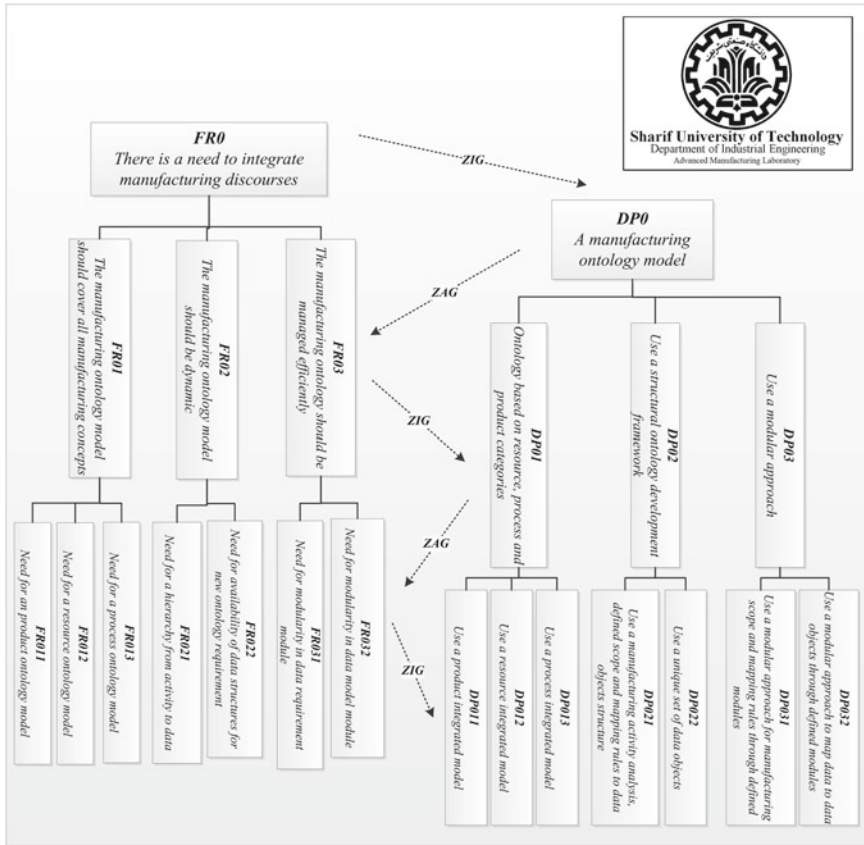 دانشگاه صنعتی شریف
Sharif University of Technology
Department of Industrial Engineering
Advanced Manufacturing Laboratory
FR0
There is a need to integrate
manufacturing discourses
ZIG
DP0
A manufacturing
ontology model
ZAG
FR01
The manufacturing ontology model
should cover all manufacturing concepts
FR02
The manufacturing ontology model
should be dynamic
FR03
The manufacturing ontology should be
managed efficiently
ZIG
DP01
Ontology based on resource, process and
product categories
DP02
Use a structural ontology development
framework
DP03
Use a modular approach
ZAG
FR011
Need for an product ontology model
FR012
Need for a resource ontology model
FR013
Need for a process ontology model
FR021
Need for a hierarchy from activity to data
FR022
Need for availability of data structures for
new ontology requirement
FR031
Need for modularity in data requirement
module
FR032
Need for modularity in data model module
ZIG
DP011
Use a product integrated model
DP012
Use a resource integrated model
DP013
Use a process integrated model
DP021
Use a manufacturing activity analysis,
defined scope and mapping rules to data
objects structure
DP022
Use a unique set of data objects
DP031
Use a modular approach for manufacturing
scope and mapping rules through defined
modules
DP032
Use a modular approach to map data to data
objects through defined modules